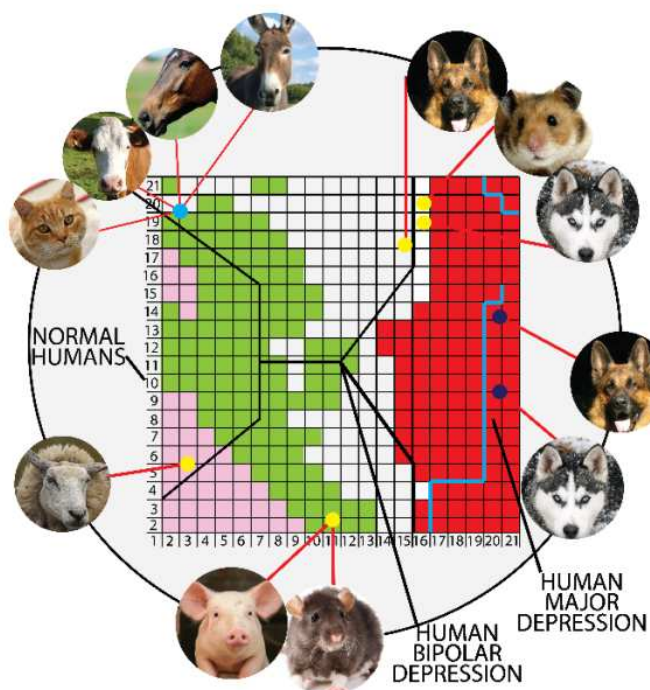 21
20
19
18
17
16
15
14
13
12
11
10
9
8
7
6
5
4
3
2
1 2 3 4 5 6 7 8 9 10 11 12 13 14 15 16 17 18 19 20 21
NORMAL
HUMANS
HUMAN
BIPOLAR
DEPRESSION
HUMAN
MAJOR
DEPRESSION